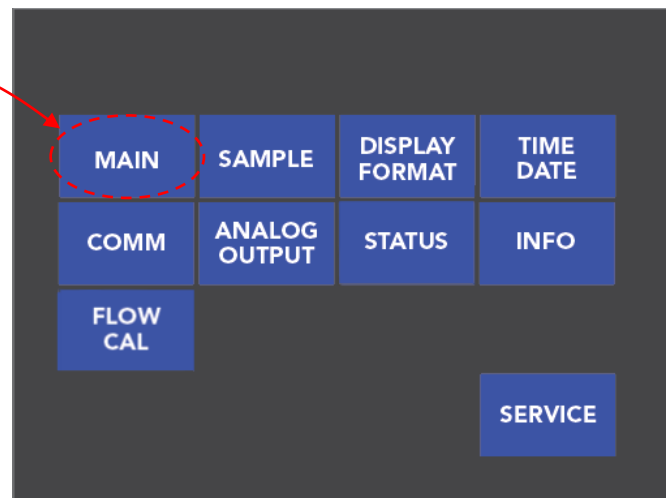 MAIN
SAMPLE
DISPLAY
FORMAT
TIME
DATE
COMM
ANALOG
OUTPUT
STATUS
INFO
FLOW
CAL
SERVICE